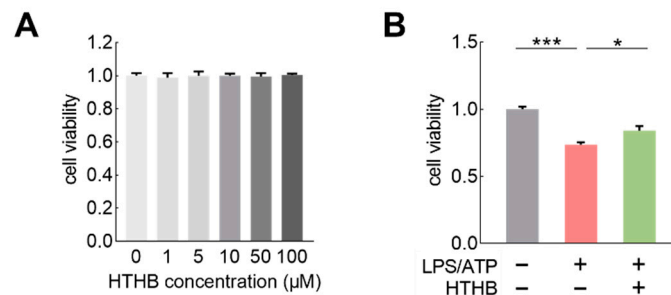 A
cell viability
1.2
1.0
0.8
0.6
0.4
0.2
0.0
0 1 5 10 50 100
HTHB concentration (µM)
B
cell viability
1.5
1.0
0.5
0.0
*** *
LPS/ATP − + +
HTHB − − +